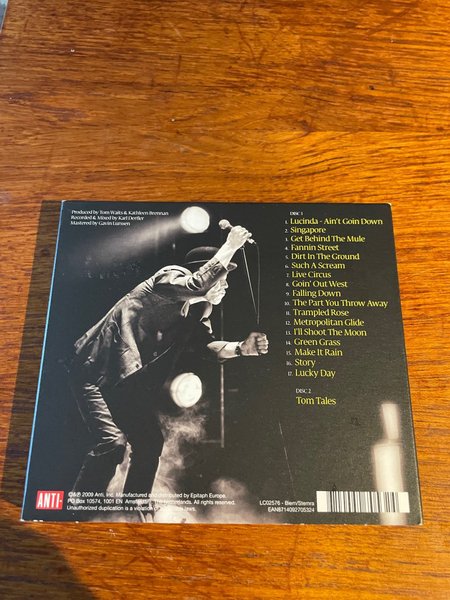 Produced by Tom Waits & Kathleen Brennan
Recorded & Mixed by Karl Derfler
Mastered by Gavin Lurssen
DISC 1
1. Lucinda - Ain't Goin Down
2. Singapore
3. Get Behind The Mule
4. Fannin Street
5. Dirt In The Ground
6. Such A Scream
7. Live Circus
8. Goin' Out West
9. Falling Down
10. The Part You Throw Away
11. Trampled Rose
12. Metropolitan Glide
13. I'll Shoot The Moon
14. Green Grass
15. Make It Rain
16. Story
17. Lucky Day
DISC 2
Tom Tales
ANTI-
©&℗ 2009 Anti, Inc. Manufactured and distributed by Epitaph Europe.
PO Box 10574, 1001 EN Amsterdam, The Netherlands. All rights reserved.
Unauthorized duplication is a violation of applicable laws.
LC02576 - Biem/Stemra
EAN8714092705324